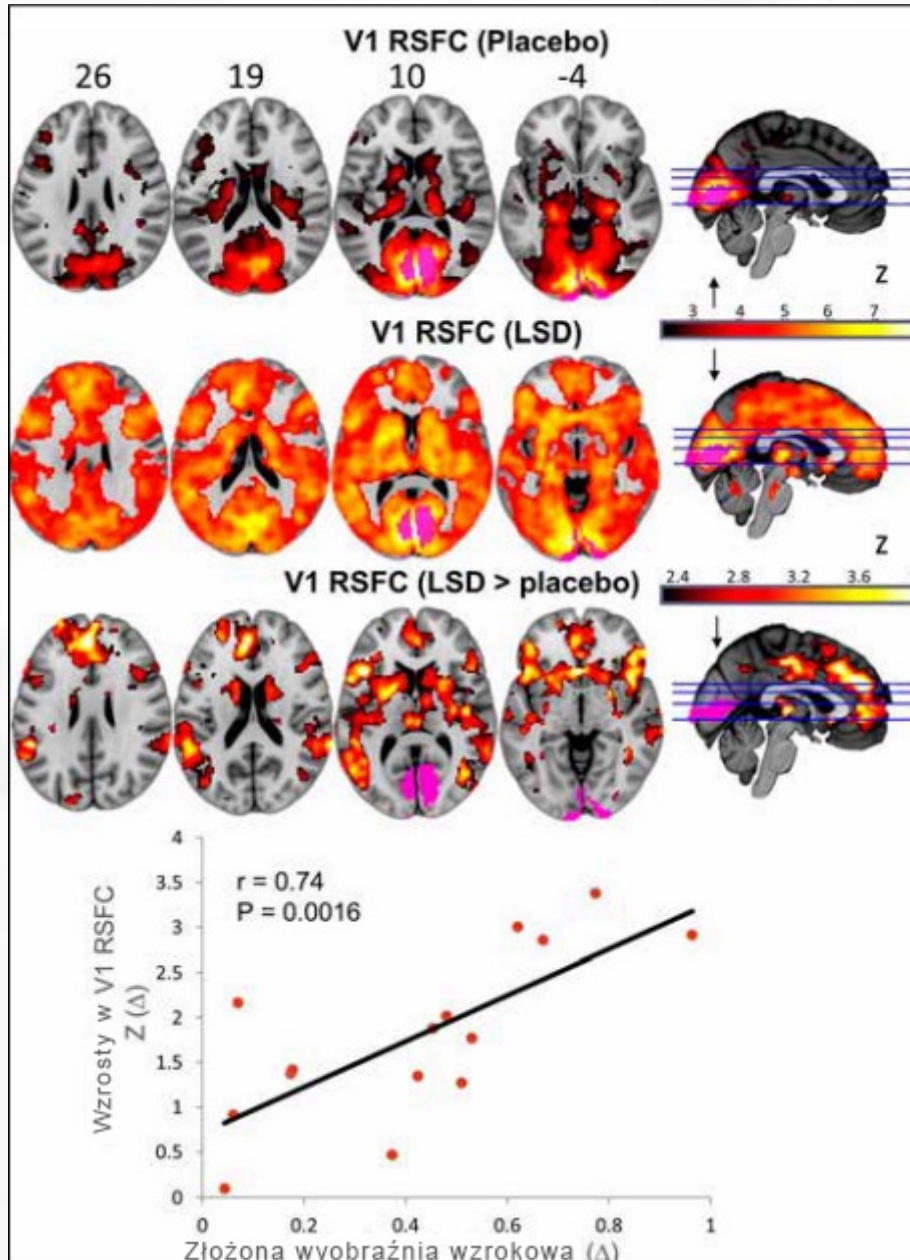 V1 RSFC (Placebo)
26 19 10 -4
Z
3 4 5 6 7
V1 RSFC (LSD)
Z
2.4 2.8 3.2 3.6
V1 RSFC (LSD > placebo)
r = 0.74
P = 0.0016
Wzrosty w V1 RSFC
Z (Δ)
4
3.5
3
2.5
2
1.5
1
0.5
0
0 0.2 0.4 0.6 0.8 1
Złożona wyobraźnia wzrokowa (Δ)